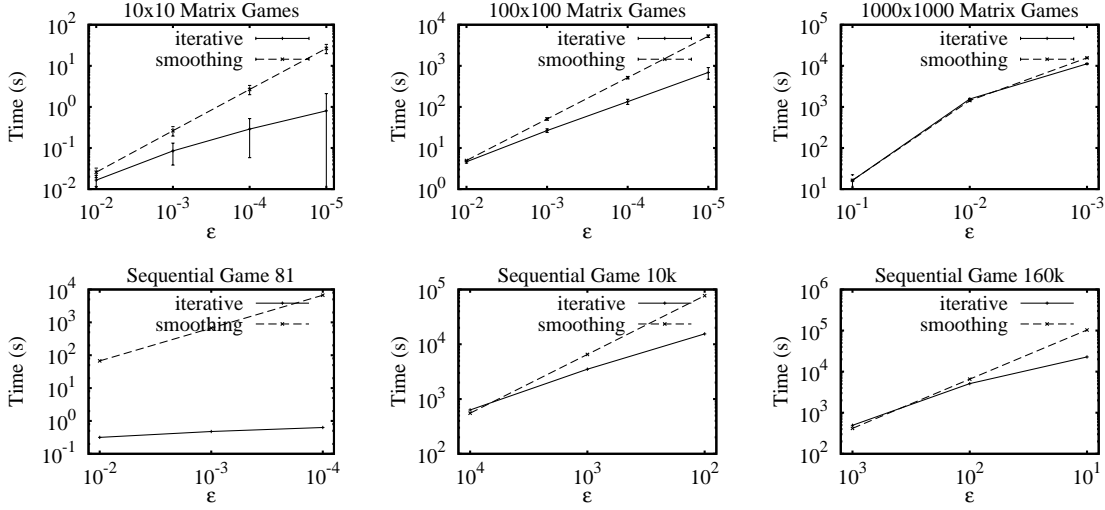 10x10 Matrix Games
10^2
10^1
10^0
10^-1
10^-2
Time (s)
iterative
smoothing
10^-2 10^-3 10^-4 10^-5
ε
100x100 Matrix Games
10^4
10^3
10^2
10^1
10^0
Time (s)
iterative
smoothing
10^-2 10^-3 10^-4 10^-5
ε
1000x1000 Matrix Games
10^5
10^4
10^3
10^2
10^1
Time (s)
iterative
smoothing
10^-1 10^-2 10^-3
ε
Sequential Game 81
10^4
10^3
10^2
10^1
10^0
10^-1
Time (s)
iterative
smoothing
10^-2 10^-3 10^-4
ε
Sequential Game 10k
10^5
10^4
10^3
10^2
Time (s)
iterative
smoothing
10^4 10^3 10^2
ε
Sequential Game 160k
10^6
10^5
10^4
10^3
10^2
Time (s)
iterative
smoothing
10^3 10^2 10^1
ε